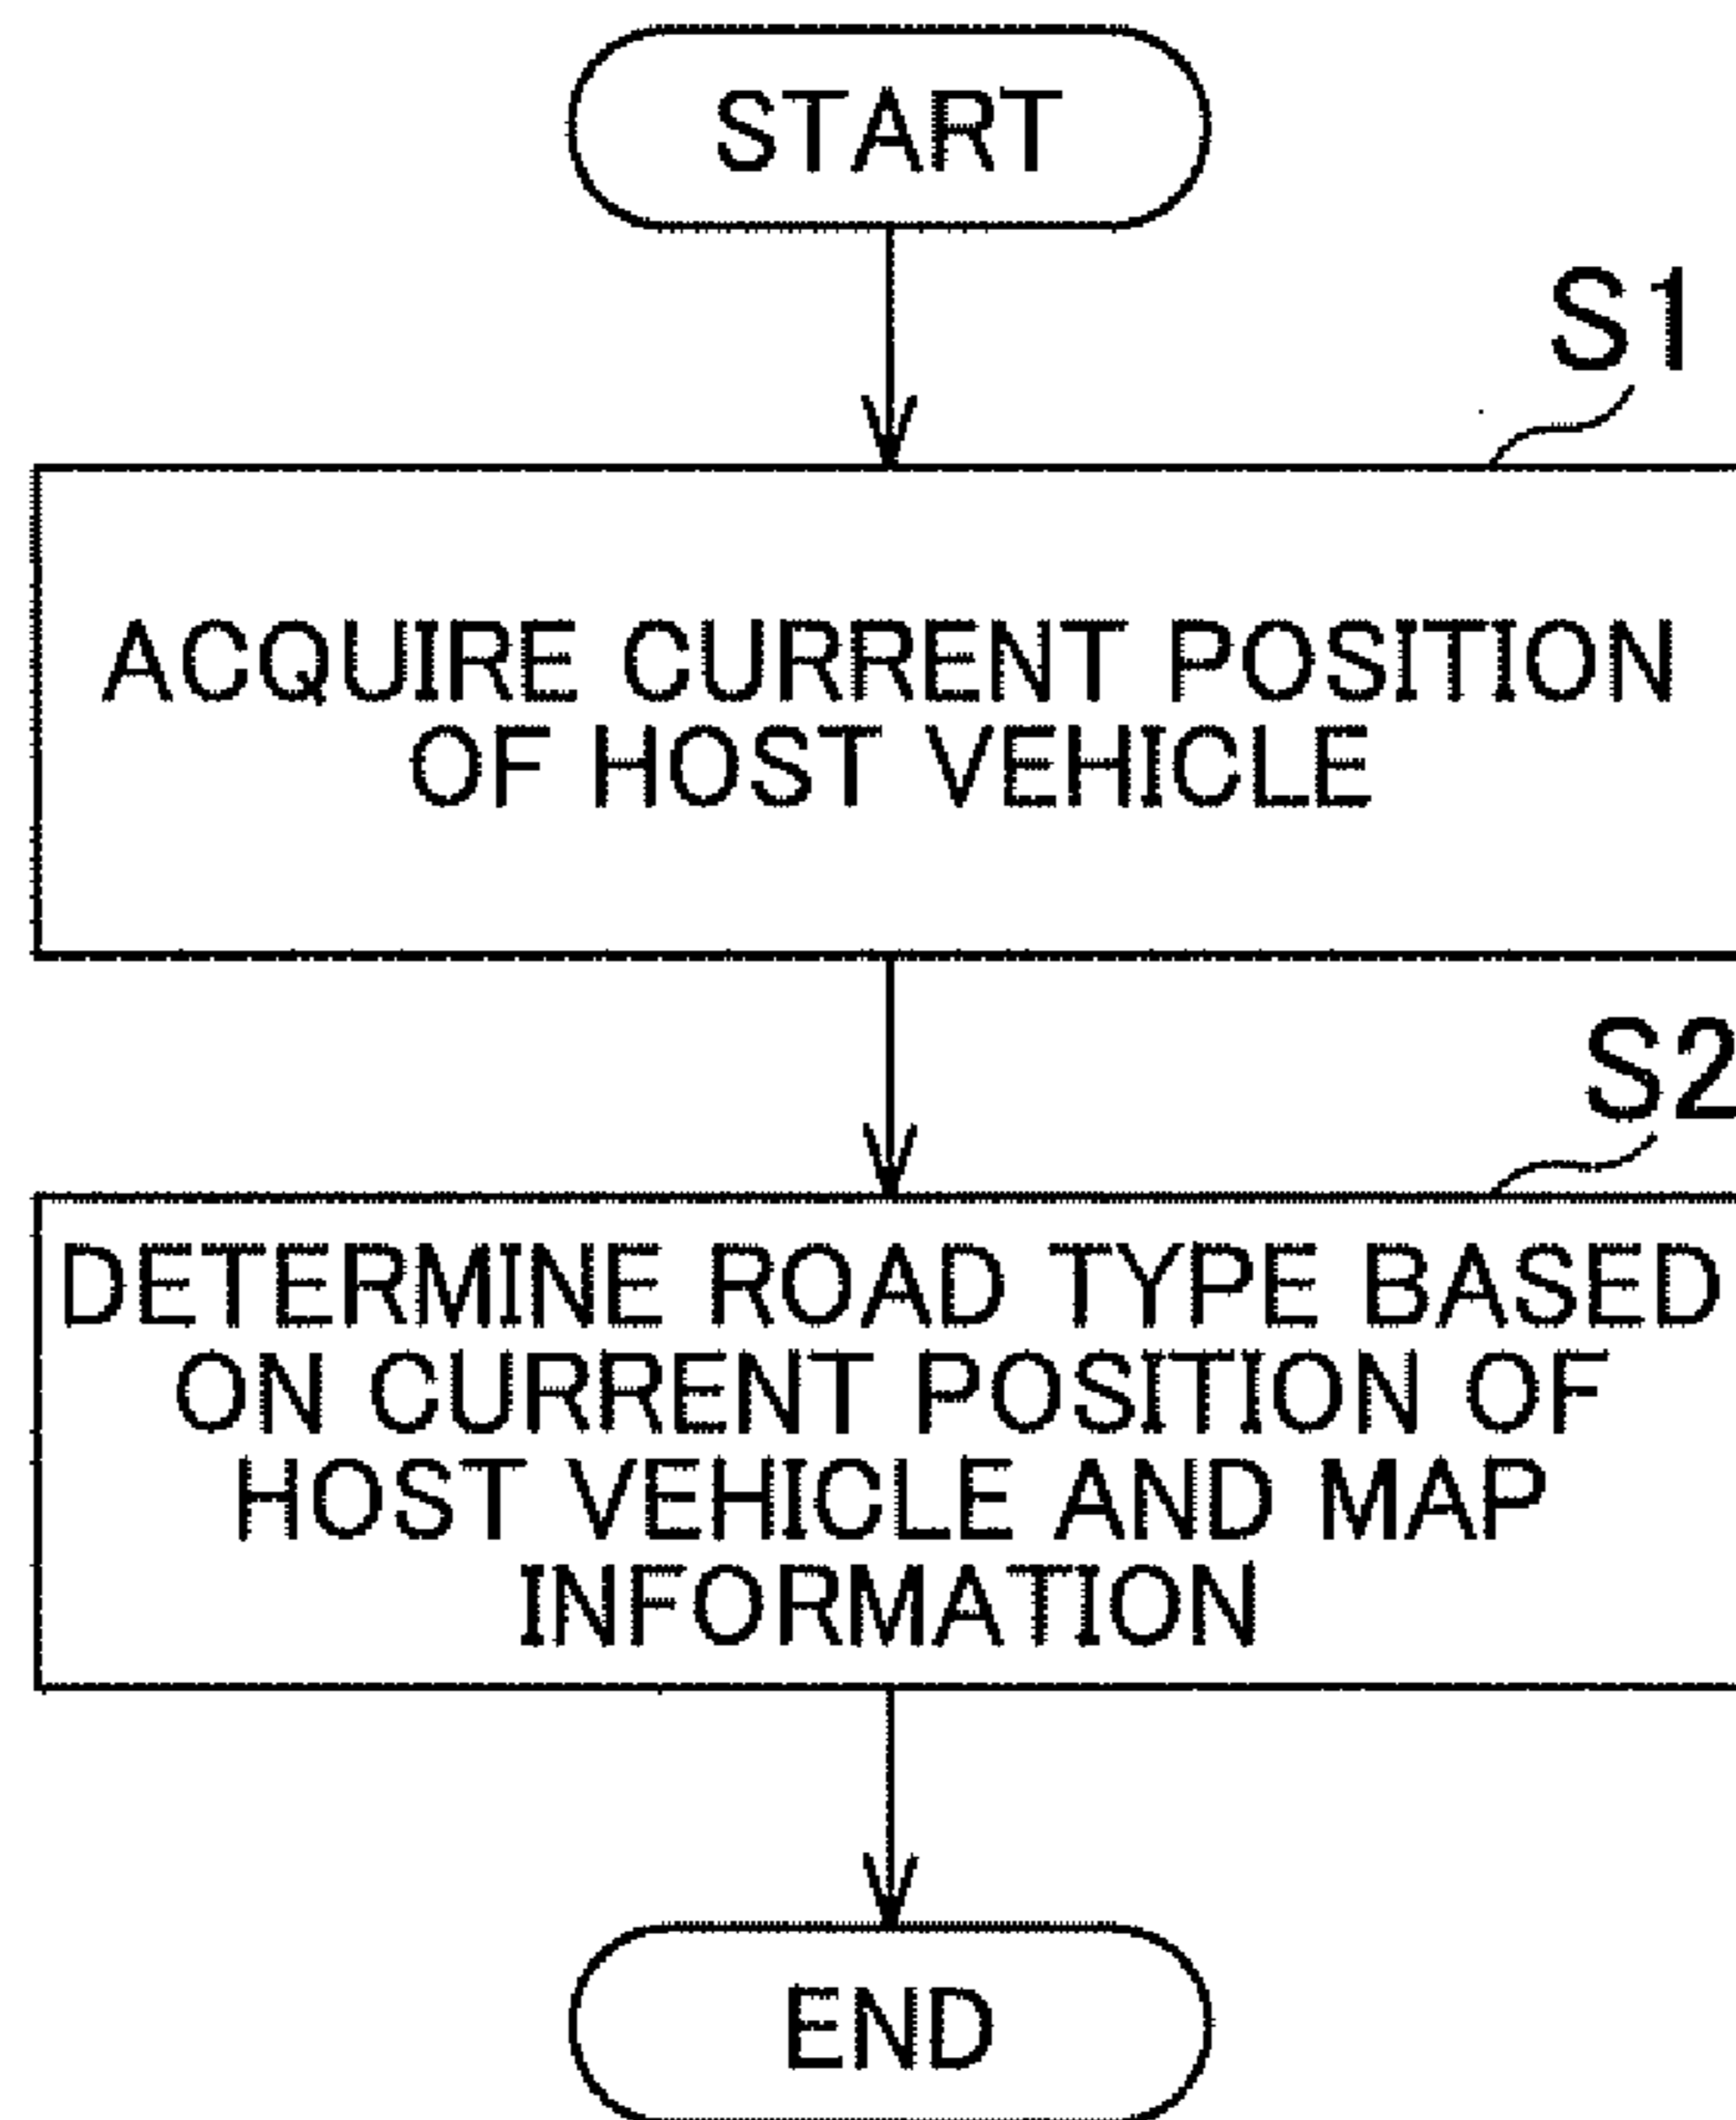 START
S1
ACQUIRE CURRENT POSITION
OF HOST VEHICLE
S2
DETERMINE ROAD TYPE BASED
ON CURRENT POSITION OF
HOST VEHICLE AND MAP
INFORMATION
END